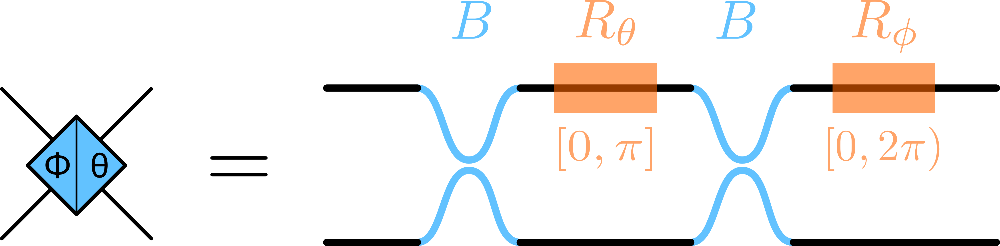 B R_θ B R_ϕ
Φ θ =
[0, π] [0, 2π)